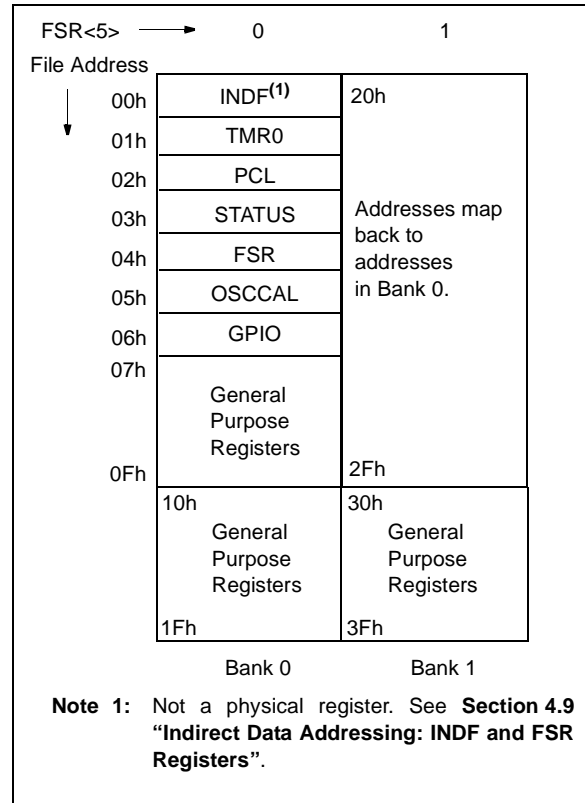 FSR<5> 0 1
File Address
00h INDF(1) 20h
01h TMR0
02h PCL
03h STATUS Addresses map
back to
04h FSR addresses
in Bank 0.
05h OSCCAL
06h GPIO
07h
General
Purpose
Registers
0Fh 2Fh
10h 30h
General General
Purpose Purpose
Registers Registers
1Fh 3Fh
Bank 0 Bank 1
Note 1: Not a physical register. See Section 4.9
“Indirect Data Addressing: INDF and FSR
Registers”.